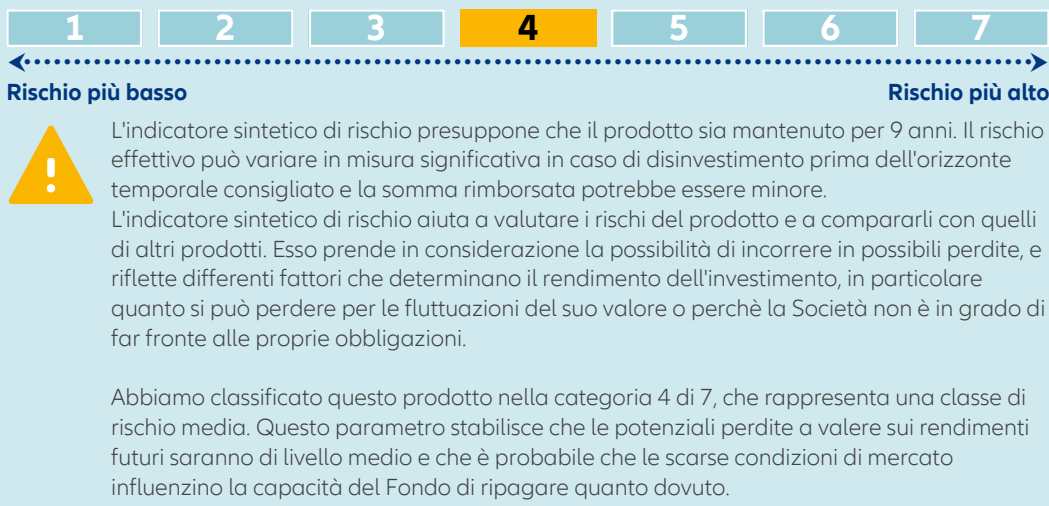 1 2 3 4 5 6 7
Rischio più basso Rischio più alto
L'indicatore sintetico di rischio presuppone che il prodotto sia mantenuto per 9 anni. Il rischio
effettivo può variare in misura significativa in caso di disinvestimento prima dell'orizzonte
temporale consigliato e la somma rimborsata potrebbe essere minore.
L'indicatore sintetico di rischio aiuta a valutare i rischi del prodotto e a compararli con quelli
di altri prodotti. Esso prende in considerazione la possibilità di incorrere in possibili perdite, e
riflette differenti fattori che determinano il rendimento dell'investimento, in particolare
quanto si può perdere per le fluttuazioni del suo valore o perchè la Società non è in grado di
far fronte alle proprie obbligazioni.
Abbiamo classificato questo prodotto nella categoria 4 di 7, che rappresenta una classe di
rischio media. Questo parametro stabilisce che le potenziali perdite a valere sui rendimenti
futuri saranno di livello medio e che è probabile che le scarse condizioni di mercato
influenzino la capacità del Fondo di ripagare quanto dovuto.